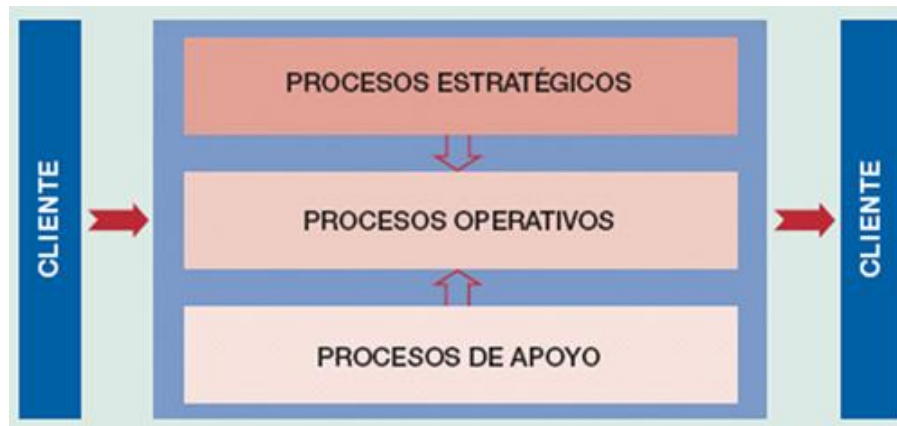 CLIENTE
PROCESOS ESTRATÉGICOS
PROCESOS OPERATIVOS
PROCESOS DE APOYO
CLIENTE